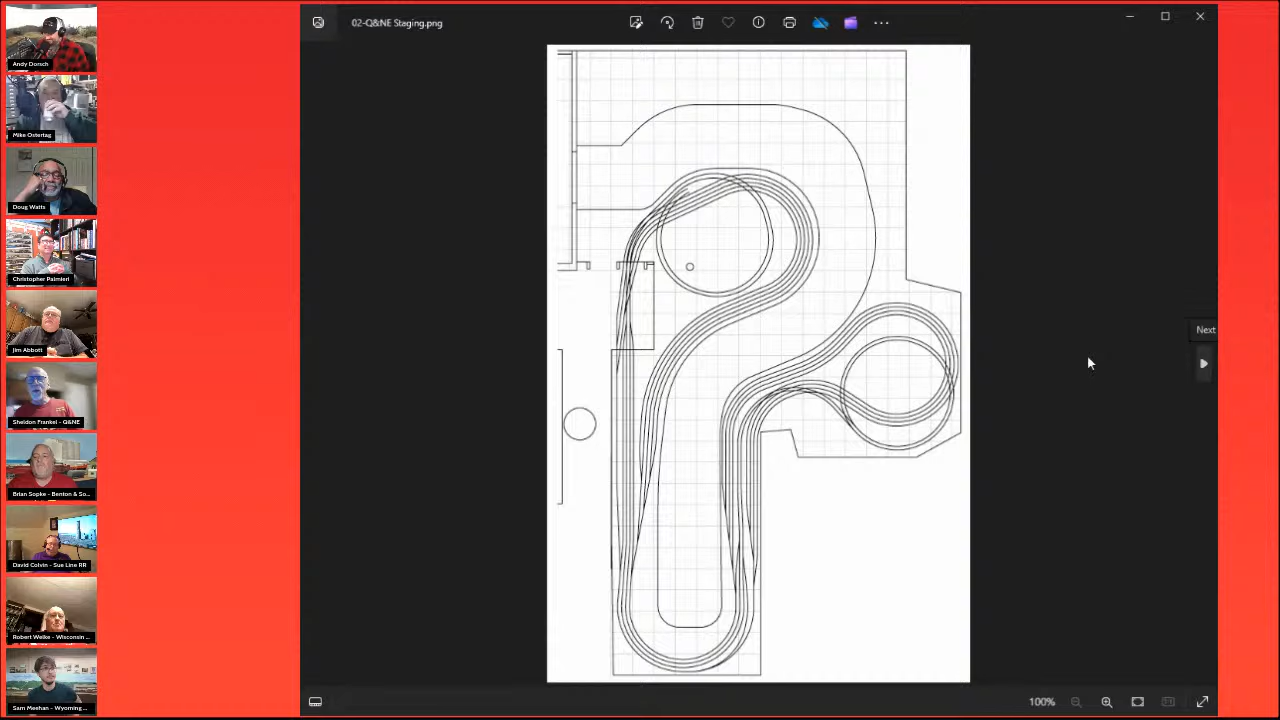 02-Q&NE Staging.png
Andy Dorsch
Mike Ostertag
Doug Watts
Christopher Palmieri
Jim Abbott
Sheldon Frankel - Q&NE
Brian Sopke - Benton & So...
David Colvin - Sue Line RR
Robert Welke - Wisconsin ...
Sam Meehan - Wyoming ...
Next
100%